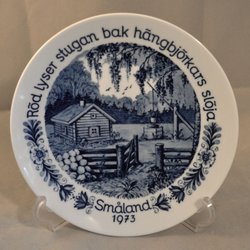 Röd lyser stugan bak hängbjörkars slöja
Småland
1973